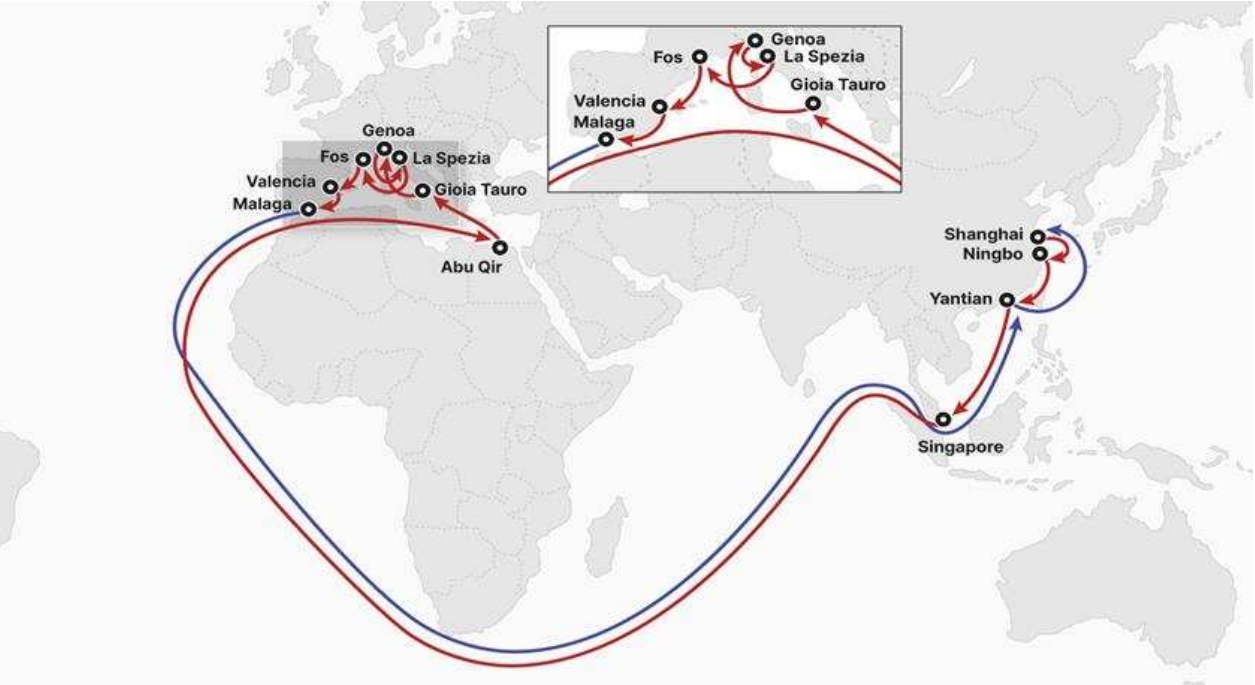 Genoa
Fos
La Spezia
Gioia Tauro
Valencia
Malaga
Genoa
Fos
La Spezia
Valencia
Gioia Tauro
Malaga
Abu Qir
Shanghai
Ningbo
Yantian
Singapore